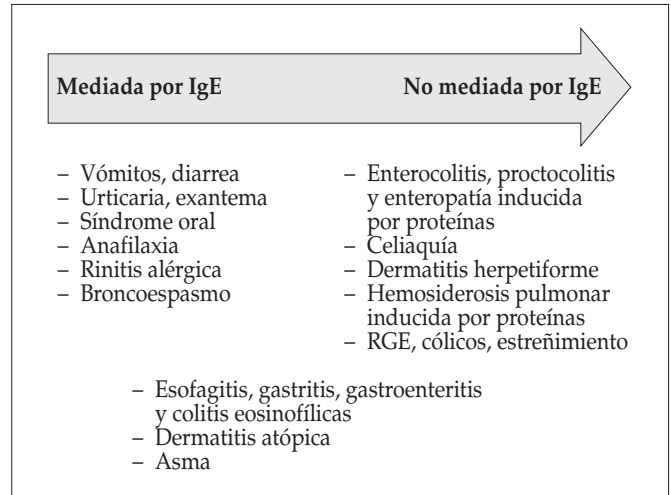 Mediada por IgE
No mediada por IgE
– Vómitos, diarrea
– Urticaria, exantema
– Síndrome oral
– Anafilaxia
– Rinitis alérgica
– Broncoespasmo
– Enterocolitis, proctocolitis
y enteropatía inducida
por proteínas
– Celiaquía
– Dermatitis herpetiforme
– Hemosiderosis pulmonar
inducida por proteínas
– RGE, cólicos, estreñimiento
– Esofagitis, gastritis, gastroenteritis
y colitis eosinofílicas
– Dermatitis atópica
– Asma